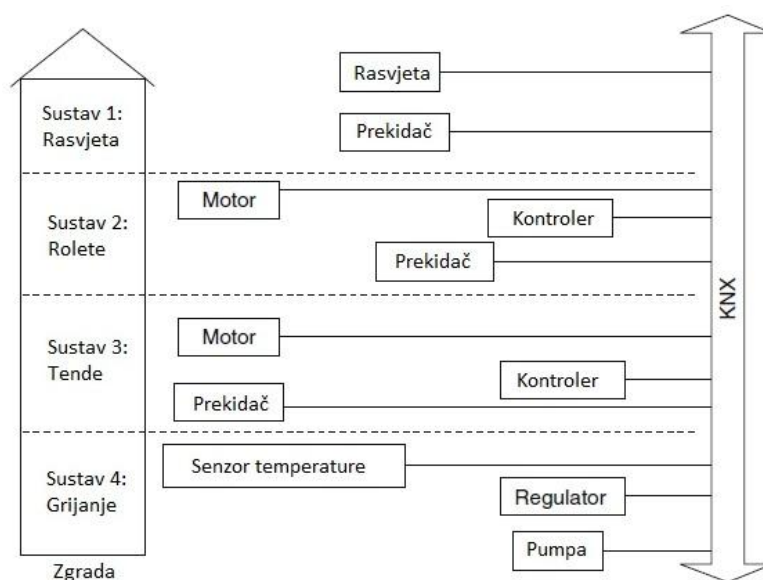 Sustav 1:
Rasvjeta
Rasvjeta
Prekidač
Sustav 2:
Rolete
Motor
Kontroler
Prekidač
Sustav 3:
Tende
Motor
Kontroler
Prekidač
Sustav 4:
Grijanje
Senzor temperature
Regulator
Pumpa
Zgrada
KNX